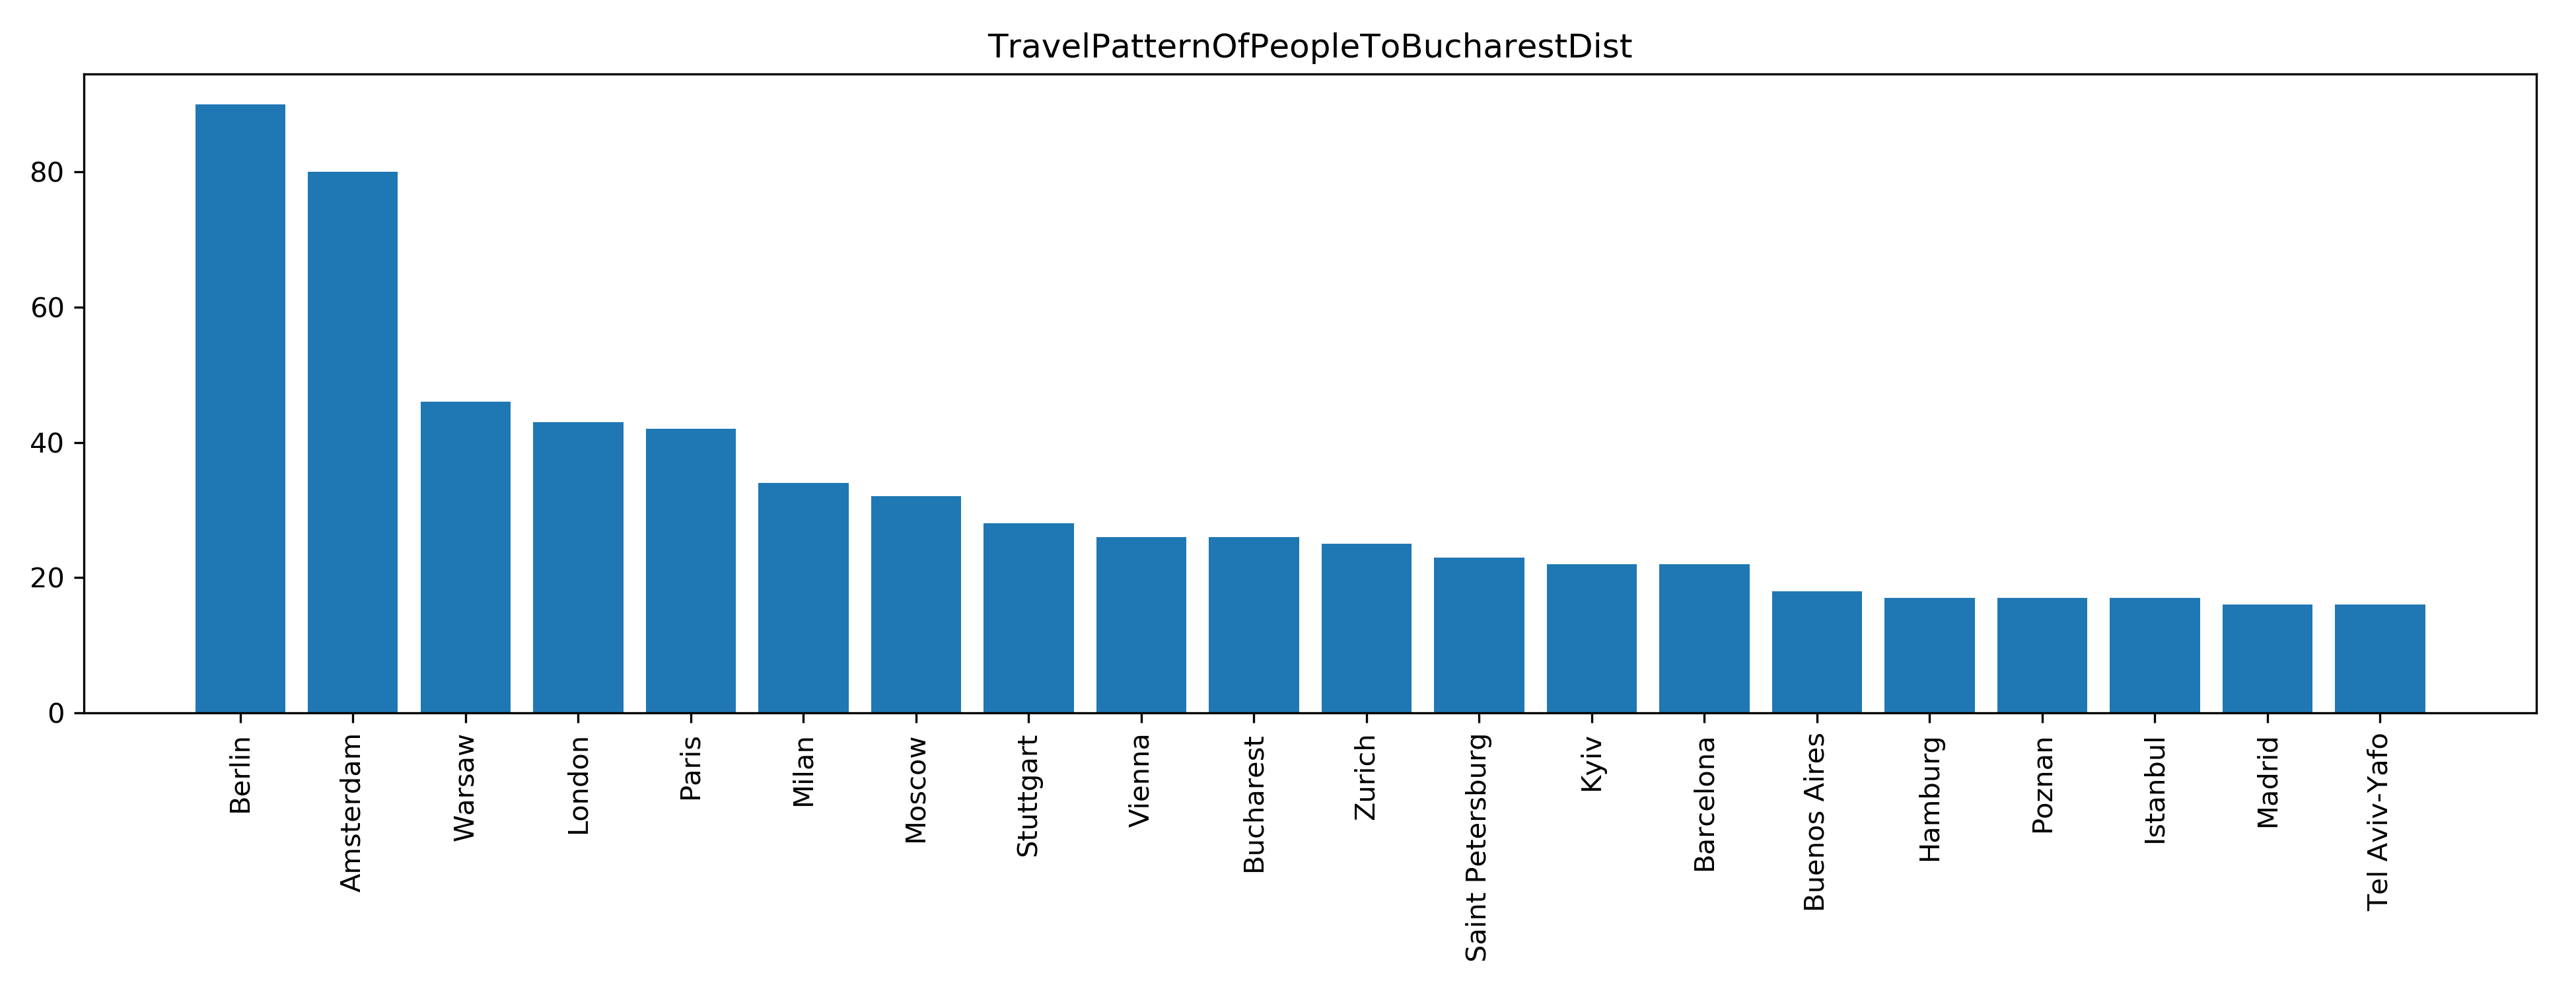 TravelPatternOfPeopleToBucharestDist
80
60
40
20
0
Berlin
Amsterdam
Warsaw
London
Paris
Milan
Moscow
Stuttgart
Vienna
Bucharest
Zurich
Saint Petersburg
Kyiv
Barcelona
Buenos Aires
Hamburg
Poznan
Istanbul
Madrid
Tel Aviv-Yafo